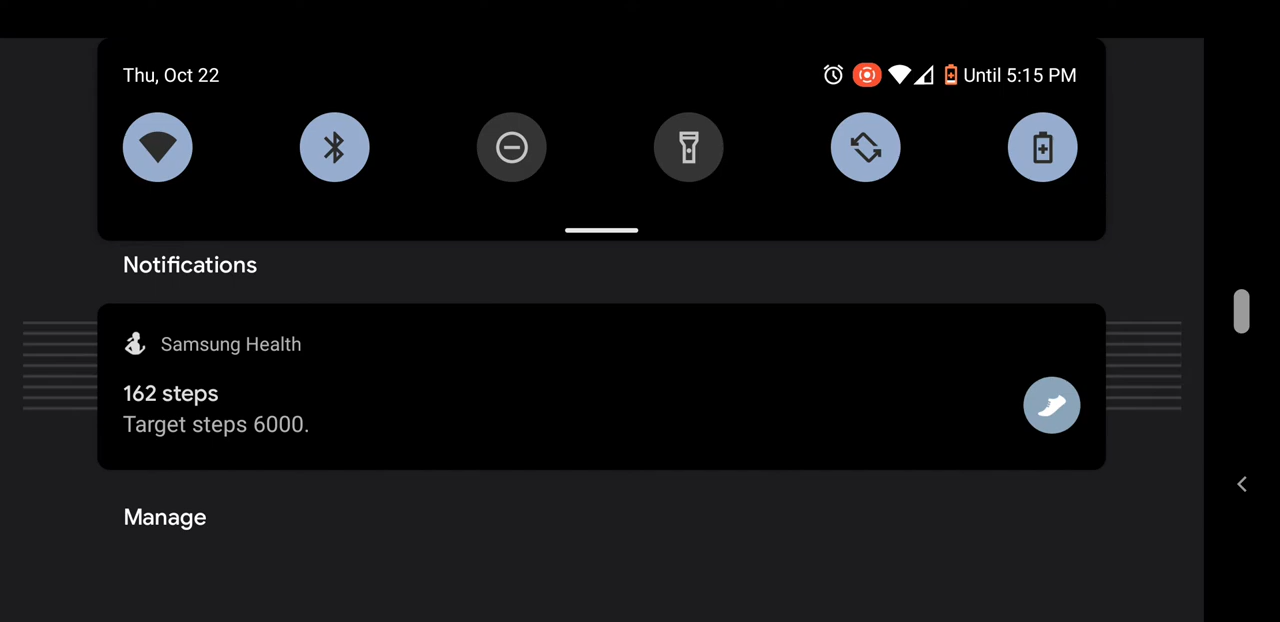 Thu, Oct 22
Until 5:15 PM
Notifications
Samsung Health
162 steps
Target steps 6000.
Manage